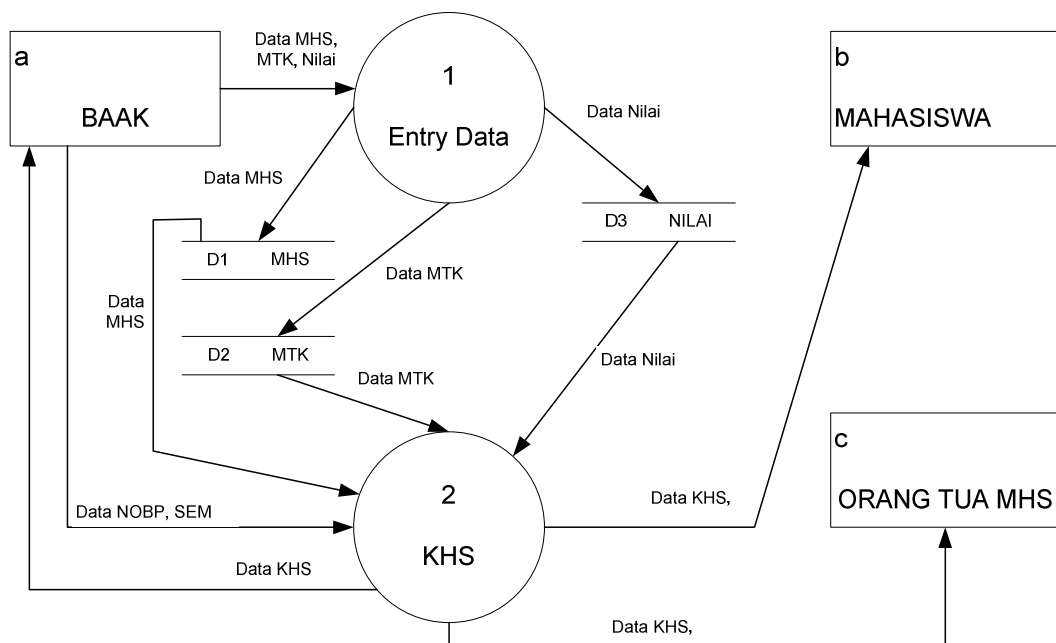 a
BAAK
Data MHS,
MTK, Nilai
1
Entry Data
b
MAHASISWA
Data Nilai
Data MHS
D3 NILAI
D1 MHS
Data MTK
Data
MHS
D2 MTK
Data Nilai
Data MTK
c
ORANG TUA MHS
2
KHS
Data KHS,
Data NOBP, SEM
Data KHS
Data KHS,